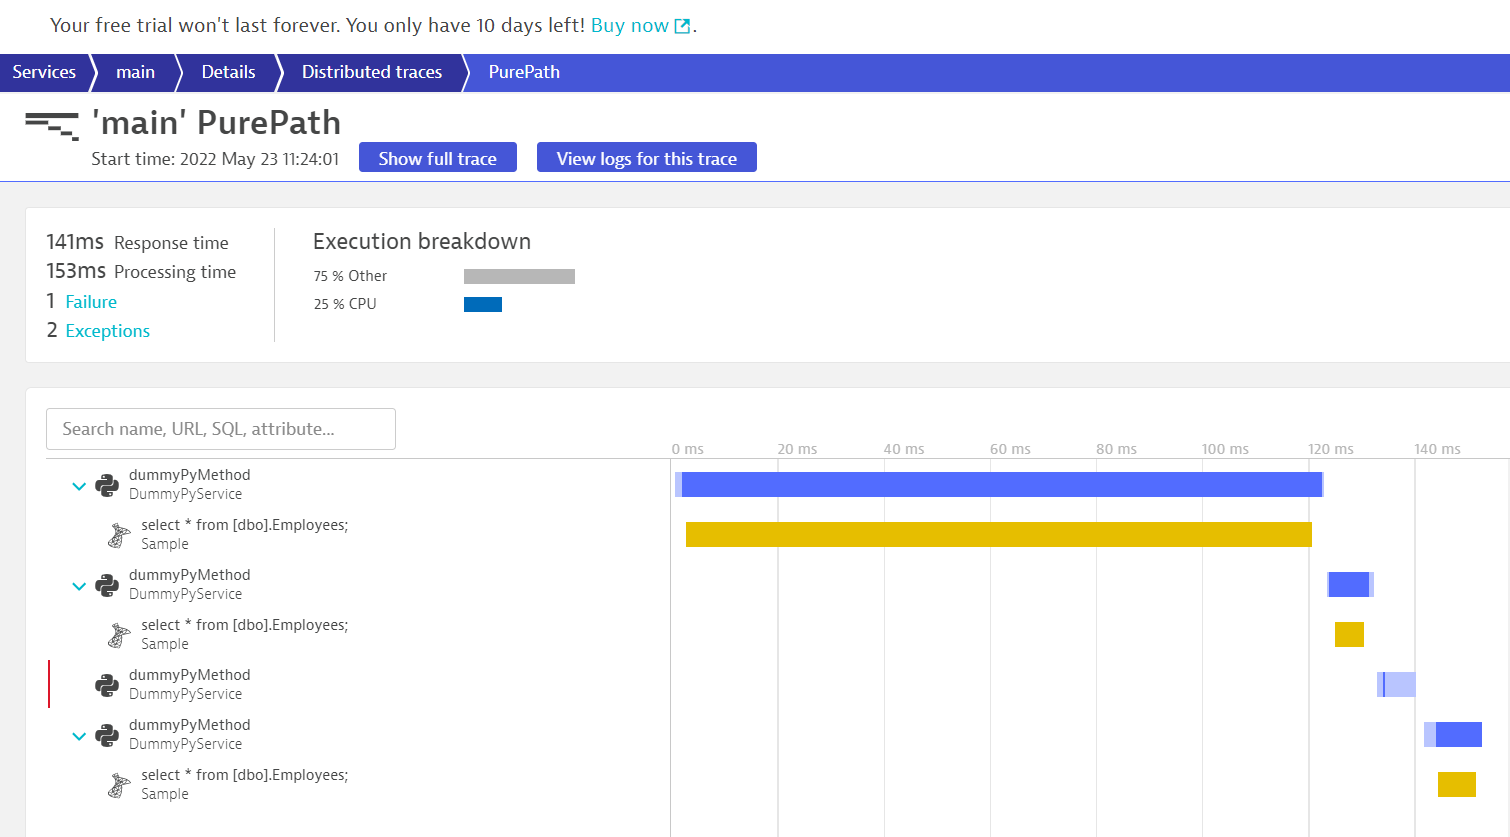 Your free trial won't last forever. You only have 10 days left! Buy now.
Services main Details Distributed traces PurePath
'main' PurePath
Start time: 2022 May 23 11:24:01 Show full trace View logs for this trace
141ms Response time
153ms Processing time
1 Failure
2 Exceptions
Execution breakdown
75 % Other
25 % CPU
Search name, URL, SQL, attribute...
0 ms 20 ms 40 ms 60 ms 80 ms 100 ms 120 ms 140 ms
dummyPyMethod
DummyPyService
select * from [dbo].Employees;
Sample
dummyPyMethod
DummyPyService
select * from [dbo].Employees;
Sample
dummyPyMethod
DummyPyService
dummyPyMethod
DummyPyService
select * from [dbo].Employees;
Sample